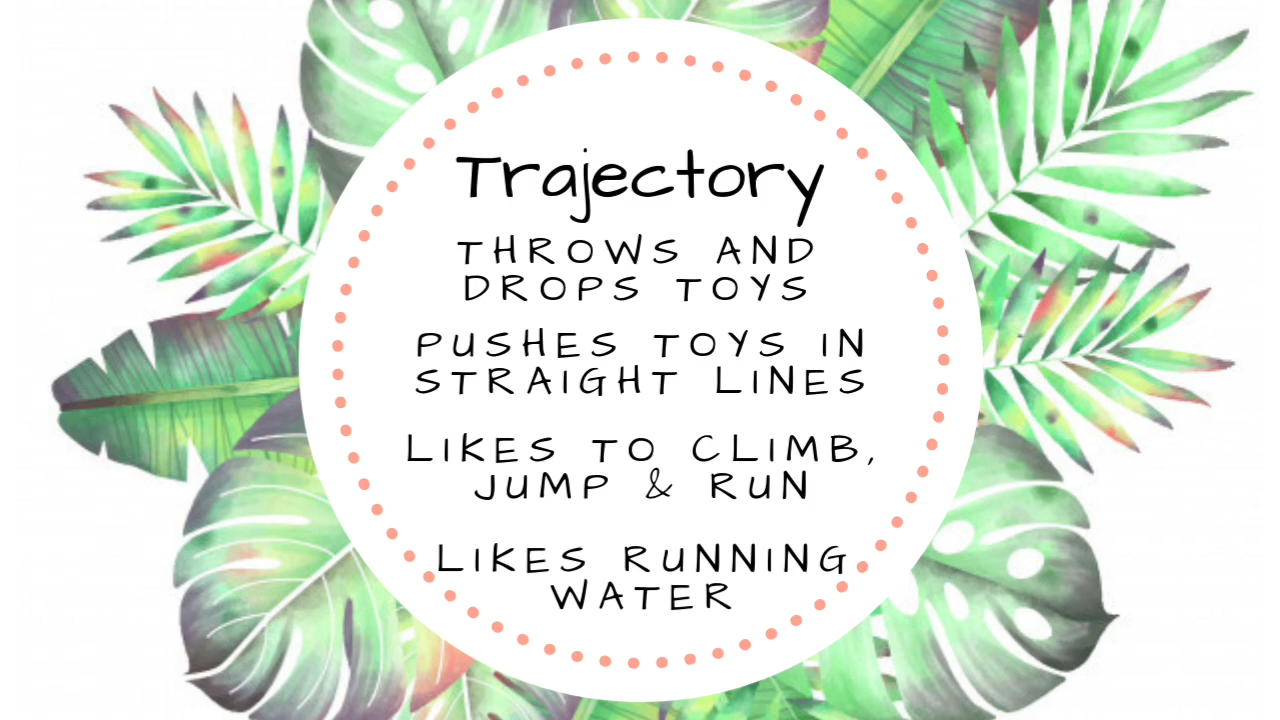 Trajectory
THROWS AND
DROPS TOYS
PUSHES TOYS IN
STRAIGHT LINES
LIKES TO CLIMB,
JUMP & RUN
LIKES RUNNING
WATER